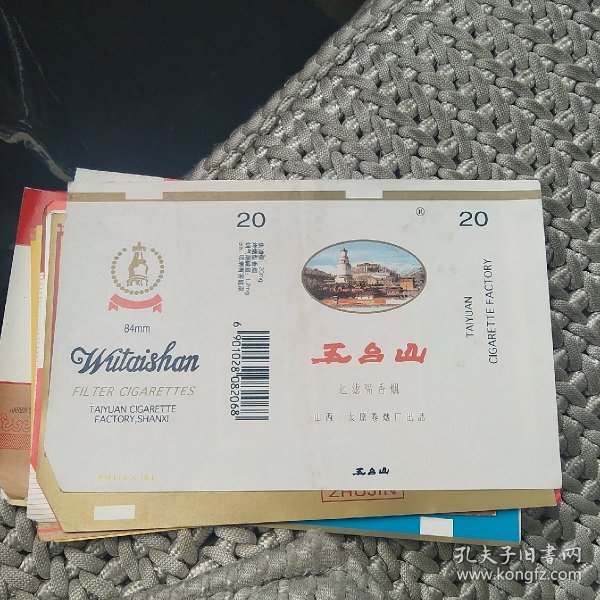 20
84mm
Wutaishan
FILTER CIGARETTES
TAIYUAN CIGARETTE
FACTORY.SHANXI
6901028082068
®
20
五台山
过滤嘴香烟
山西·太原卷烟厂出品
五台山
TAIYUAN
CIGARETTE FACTORY
ZHUJIN
孔夫子旧书网
www.kongfz.com